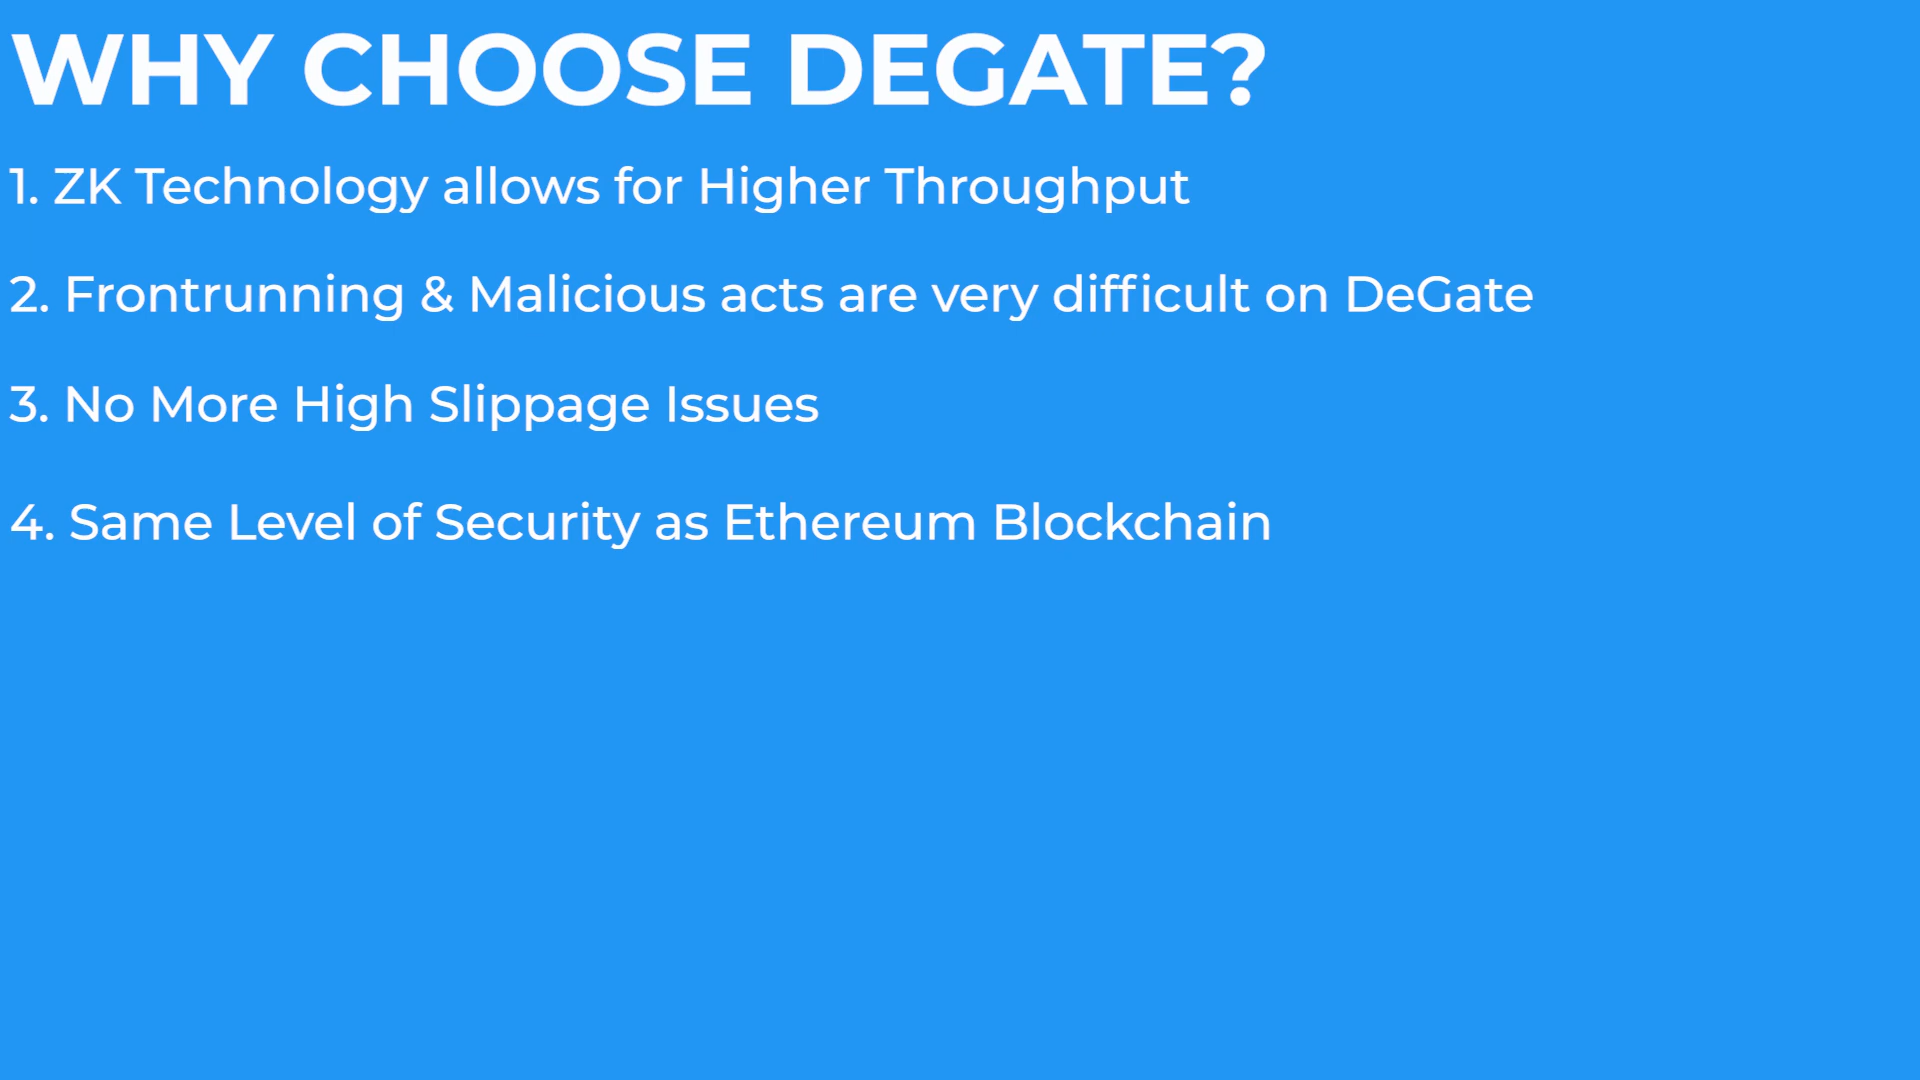 WHY CHOOSE DEGATE?
1. ZK Technology allows for Higher Throughput
2. Frontrunning & Malicious acts are very difficult on DeGate
3. No More High Slippage Issues
4. Same Level of Security as Ethereum Blockchain